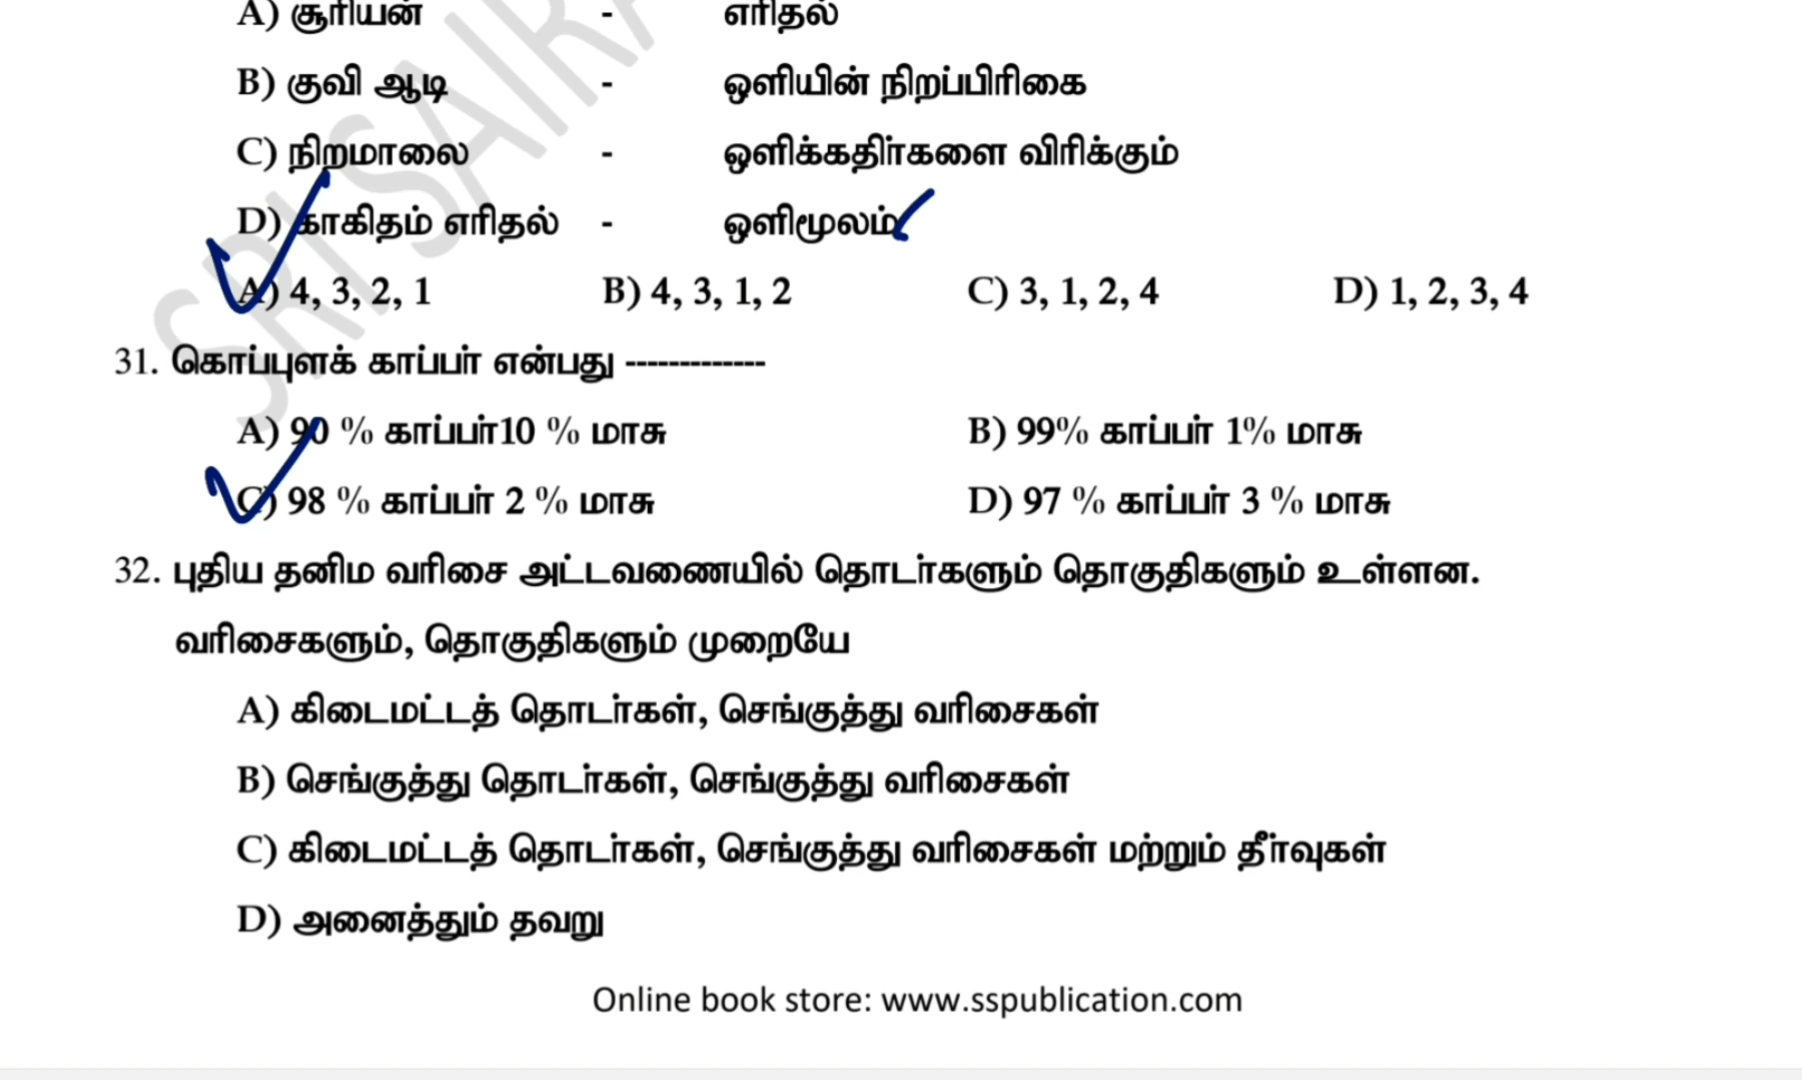 A) சூரியன் - எரிதல்
B) குவி ஆடி - ஒளியின் நிறப்பிரிகை
C) நிறமாலை - ஒளிக்கதிர்களை விரிக்கும்
D) காகிதம் எரிதல் - ஒளிமூலம்
A) 4, 3, 2, 1 B) 4, 3, 1, 2 C) 3, 1, 2, 4 D) 1, 2, 3, 4
31. கொப்புளக் காப்பர் என்பது -------------
A) 90 % காப்பர்10 % மாசு B) 99% காப்பர் 1% மாசு
C) 98 % காப்பர் 2 % மாசு D) 97 % காப்பர் 3 % மாசு
32. புதிய தனிம வரிசை அட்டவணையில் தொடர்களும் தொகுதிகளும் உள்ளன.
வரிசைகளும், தொகுதிகளும் முறையே
A) கிடைமட்டத் தொடர்கள், செங்குத்து வரிசைகள்
B) செங்குத்து தொடர்கள், செங்குத்து வரிசைகள்
C) கிடைமட்டத் தொடர்கள், செங்குத்து வரிசைகள் மற்றும் தீர்வுகள்
D) அனைத்தும் தவறு
Online book store: www.sspublication.com